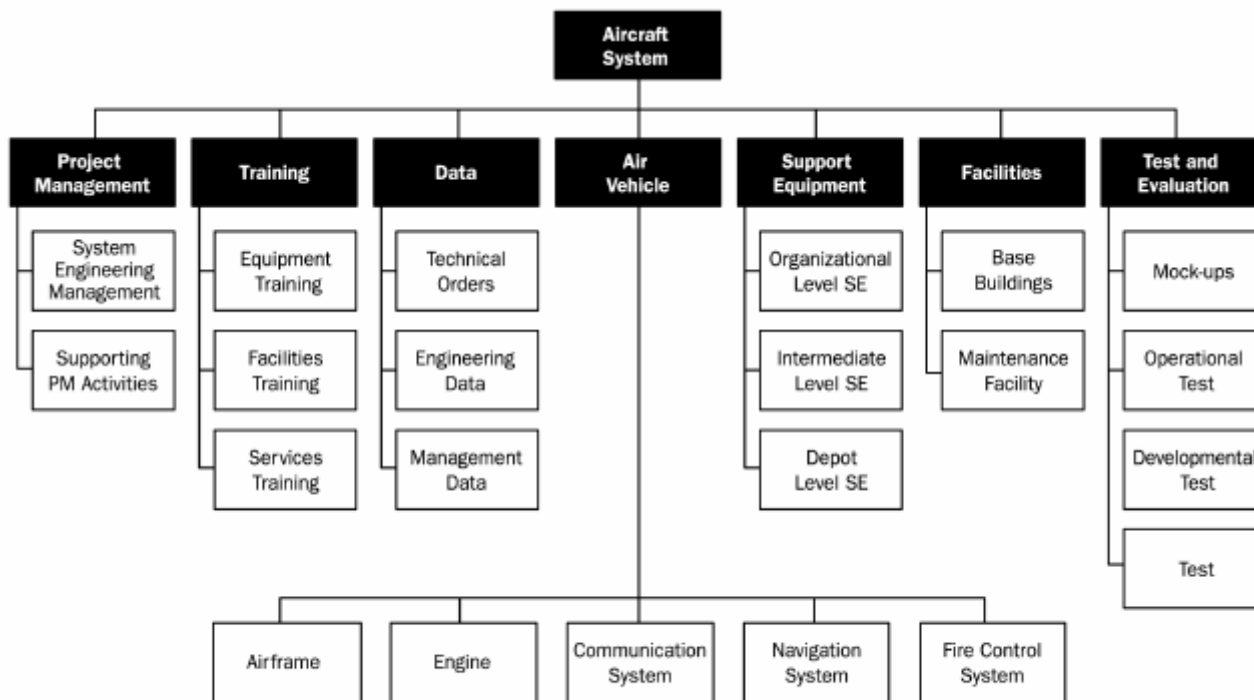 Aircraft
System
Project
Management
Training
Data
Air
Vehicle
Support
Equipment
Facilities
Test and
Evaluation
System
Engineering
Management
Supporting
PM Activities
Equipment
Training
Facilities
Training
Services
Training
Technical
Orders
Engineering
Data
Management
Data
Organizational
Level SE
Intermediate
Level SE
Depot
Level SE
Base
Buildings
Maintenance
Facility
Mock-ups
Operational
Test
Developmental
Test
Test
Airframe
Engine
Communication
System
Navigation
System
Fire Control
System